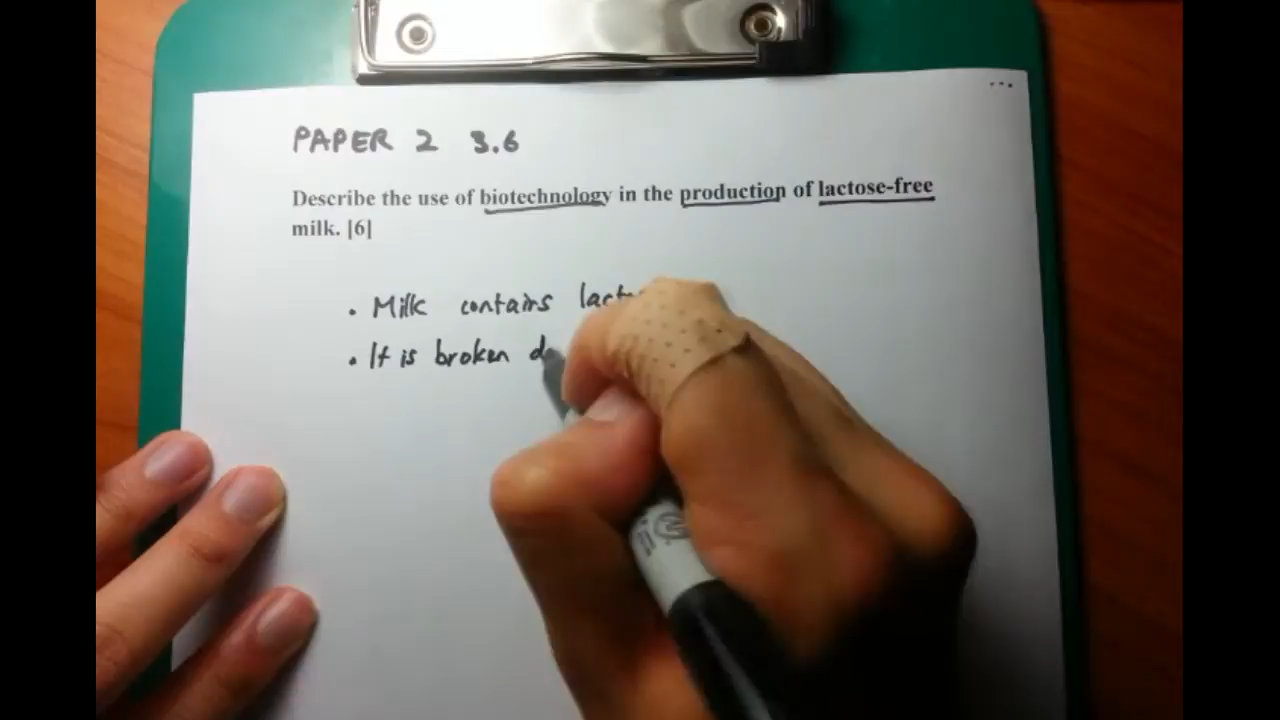 PAPER 2 3.6
Describe the use of biotechnology in the production of lactose-free
milk. [6]
• Milk contains
• It is broken